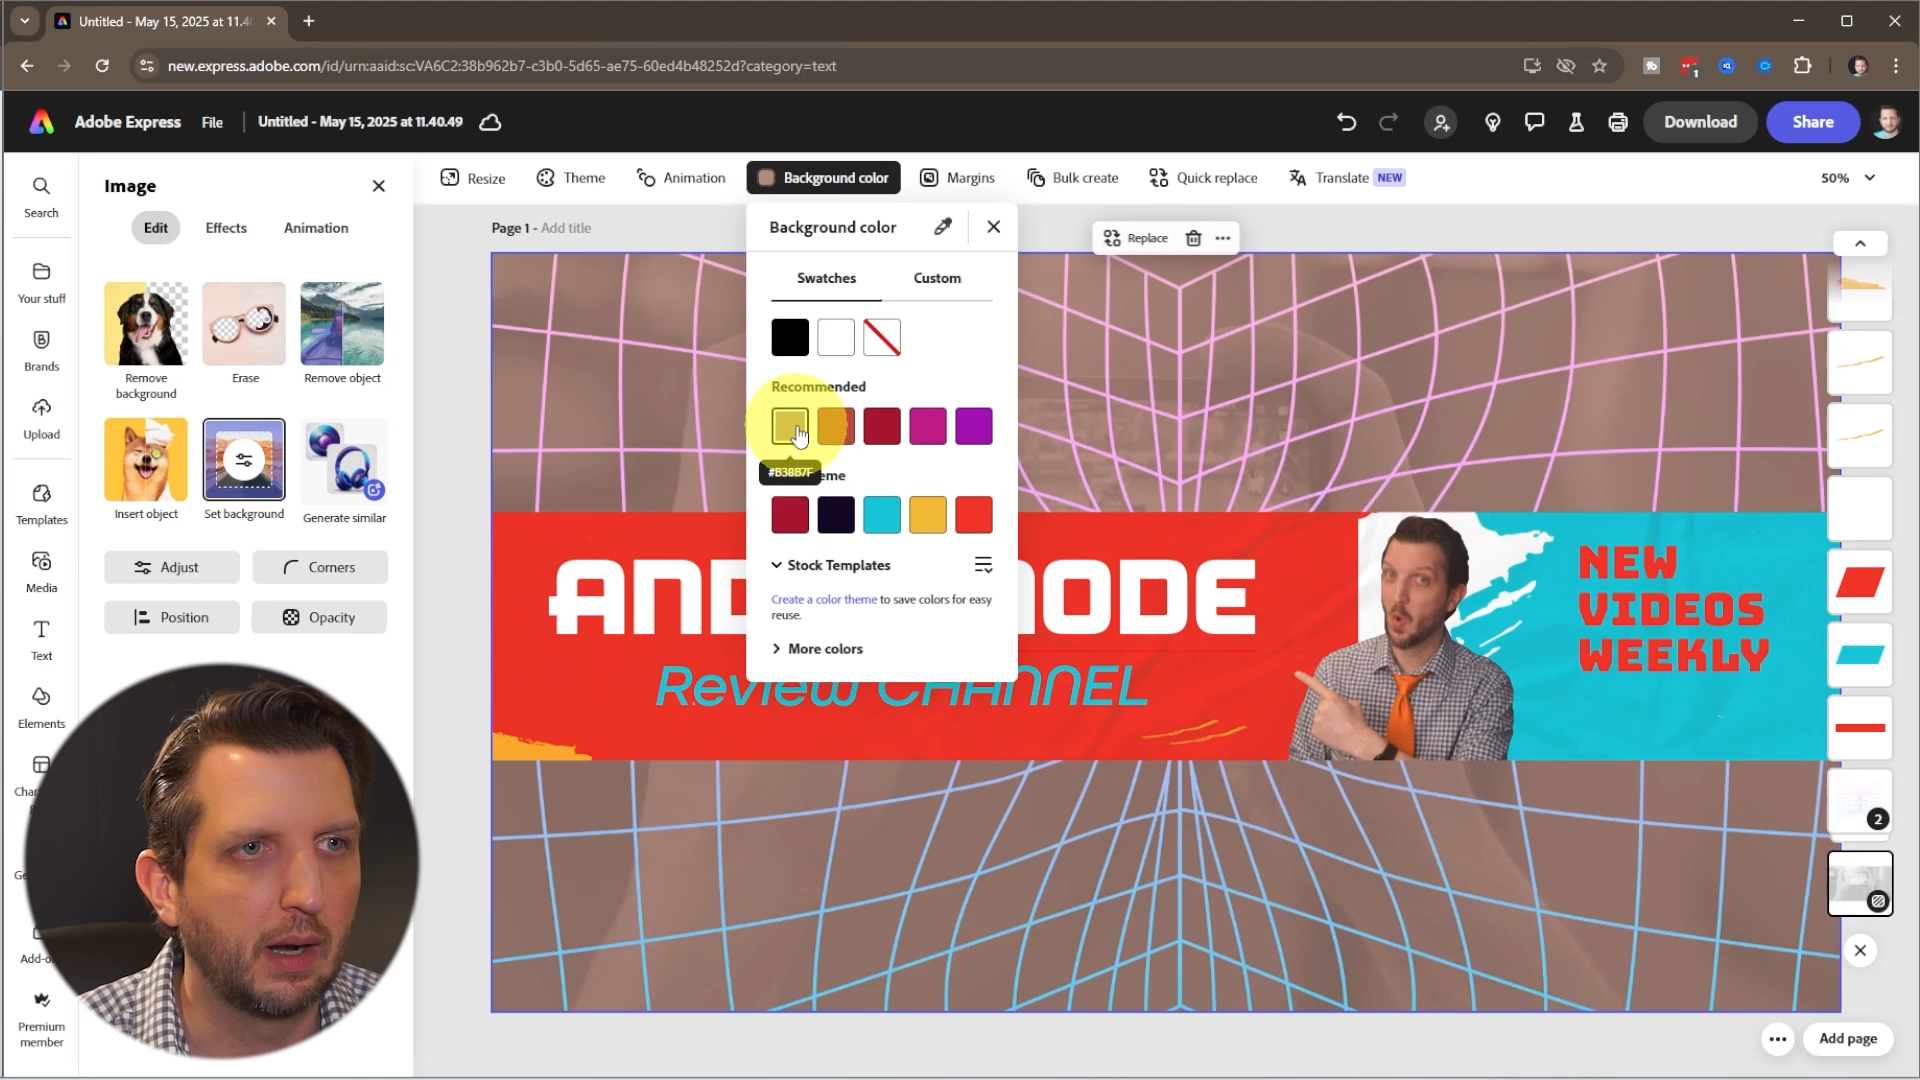 Untitled - May 15, 2025 at 11.4
new.express.adobe.com/id/urn:aaid:sc:VA6C2:38b962b7-c3b0-5d65-ae75-60ed4b48252d?category=text
1
Adobe Express
File
Untitled - May 15, 2025 at 11.40.49
Download
Share
Search
Your stuff
Brands
Upload
Templates
Media
Text
Elements
Premium
member
Image
Edit
Effects
Animation
Remove
background
Erase
Remove object
Insert object
Set background
Generate similar
Adjust
Corners
Position
Opacity
Resize
Theme
Animation
Background color
Margins
Bulk create
Quick replace
Translate NEW
50%
Page 1 - Add title
Replace
Background color
Swatches
Custom
Recommended
#B38B7F
Stock Templates
Create a color theme to save colors for easy
reuse.
More colors
Review CHANNEL
NEW
VIDEOS
WEEKLY
2
Add page